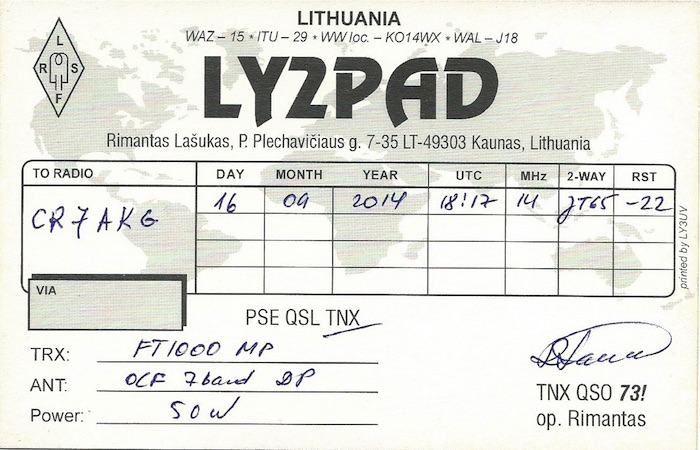 LITHUANIA
WAZ – 15 * ITU – 29 * WW loc. – KO14WX * WAL – J18
L
R S
F
LY2PAD
Rimantas Lašukas, P. Plechavičiaus g. 7-35 LT-49303 Kaunas, Lithuania
TO RADIO DAY MONTH YEAR UTC MHz 2-WAY RST
CR7AKG 16 09 2014 18:17 14 JT65 -22
printed by LY3UV
VIA
PSE QSL TNX
TRX: FT1000 MP
ANT: OCF 7band DP
Power: 50W
TNX QSO 73!
op. Rimantas